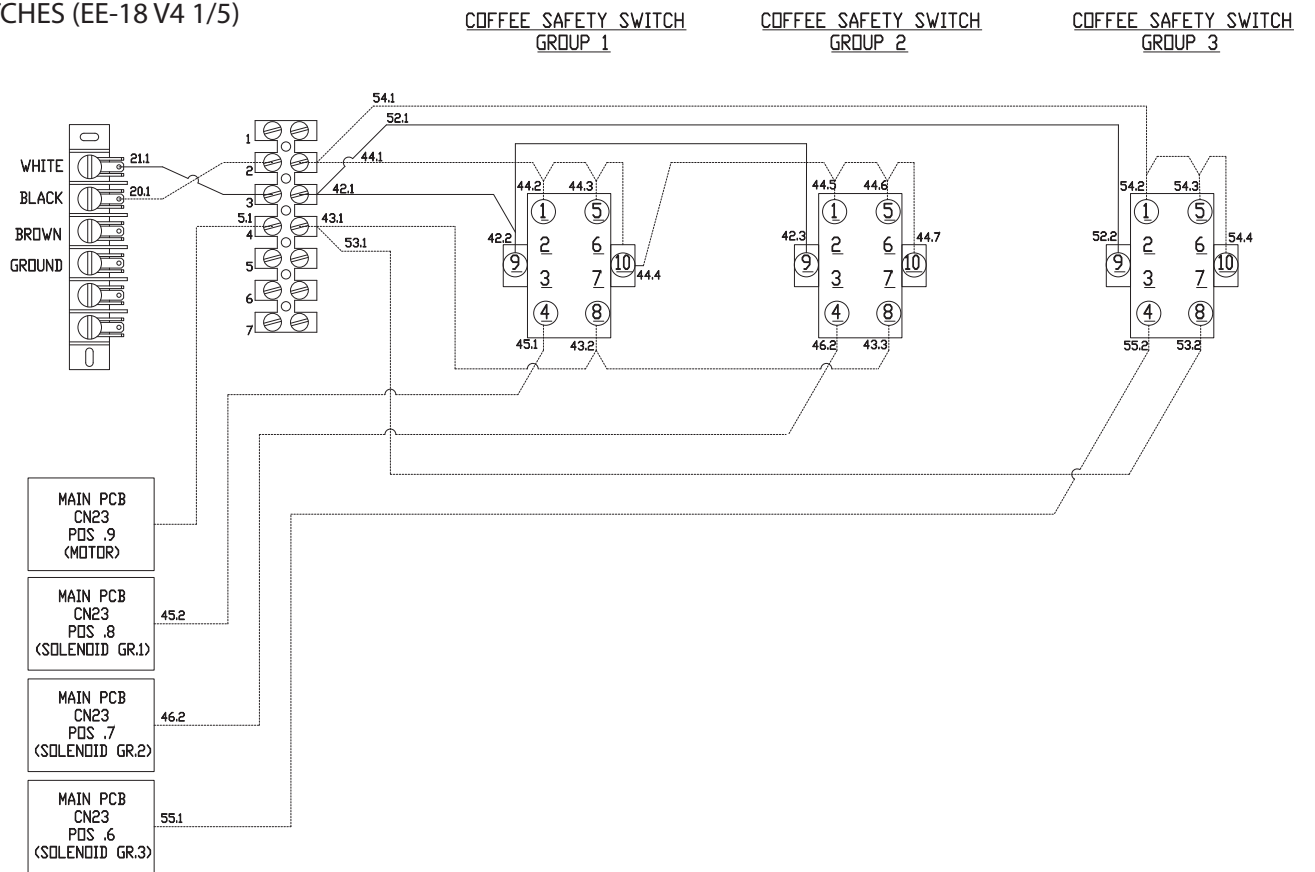 TCHES (EE-18 V4 1/5)
COFFEE SAFETY SWITCH
GROUP 1
COFFEE SAFETY SWITCH
GROUP 2
COFFEE SAFETY SWITCH
GROUP 3
54.1
52.1
WHITE
21.1
1
2
44.1
BLACK
20.1
3
42.1
44.2
44.3
44.5
44.6
54.2
54.3
BROWN
5.1
4
43.1
53.1
GROUND
5
6
7
42.2
1
5
2
6
9
10
3
7
4
8
44.4
45.1
43.2
42.3
1
5
2
6
44.7
9
10
3
7
4
8
46.2
43.3
52.2
1
5
2
6
54.4
9
10
3
7
4
8
55.2
53.2
MAIN PCB
CN23
POS .9
(MOTOR)
MAIN PCB
CN23
POS .8
(SOLENOID GR.1)
45.2
MAIN PCB
CN23
POS .7
(SOLENOID GR.2)
46.2
MAIN PCB
CN23
POS .6
(SOLENOID GR.3)
55.1